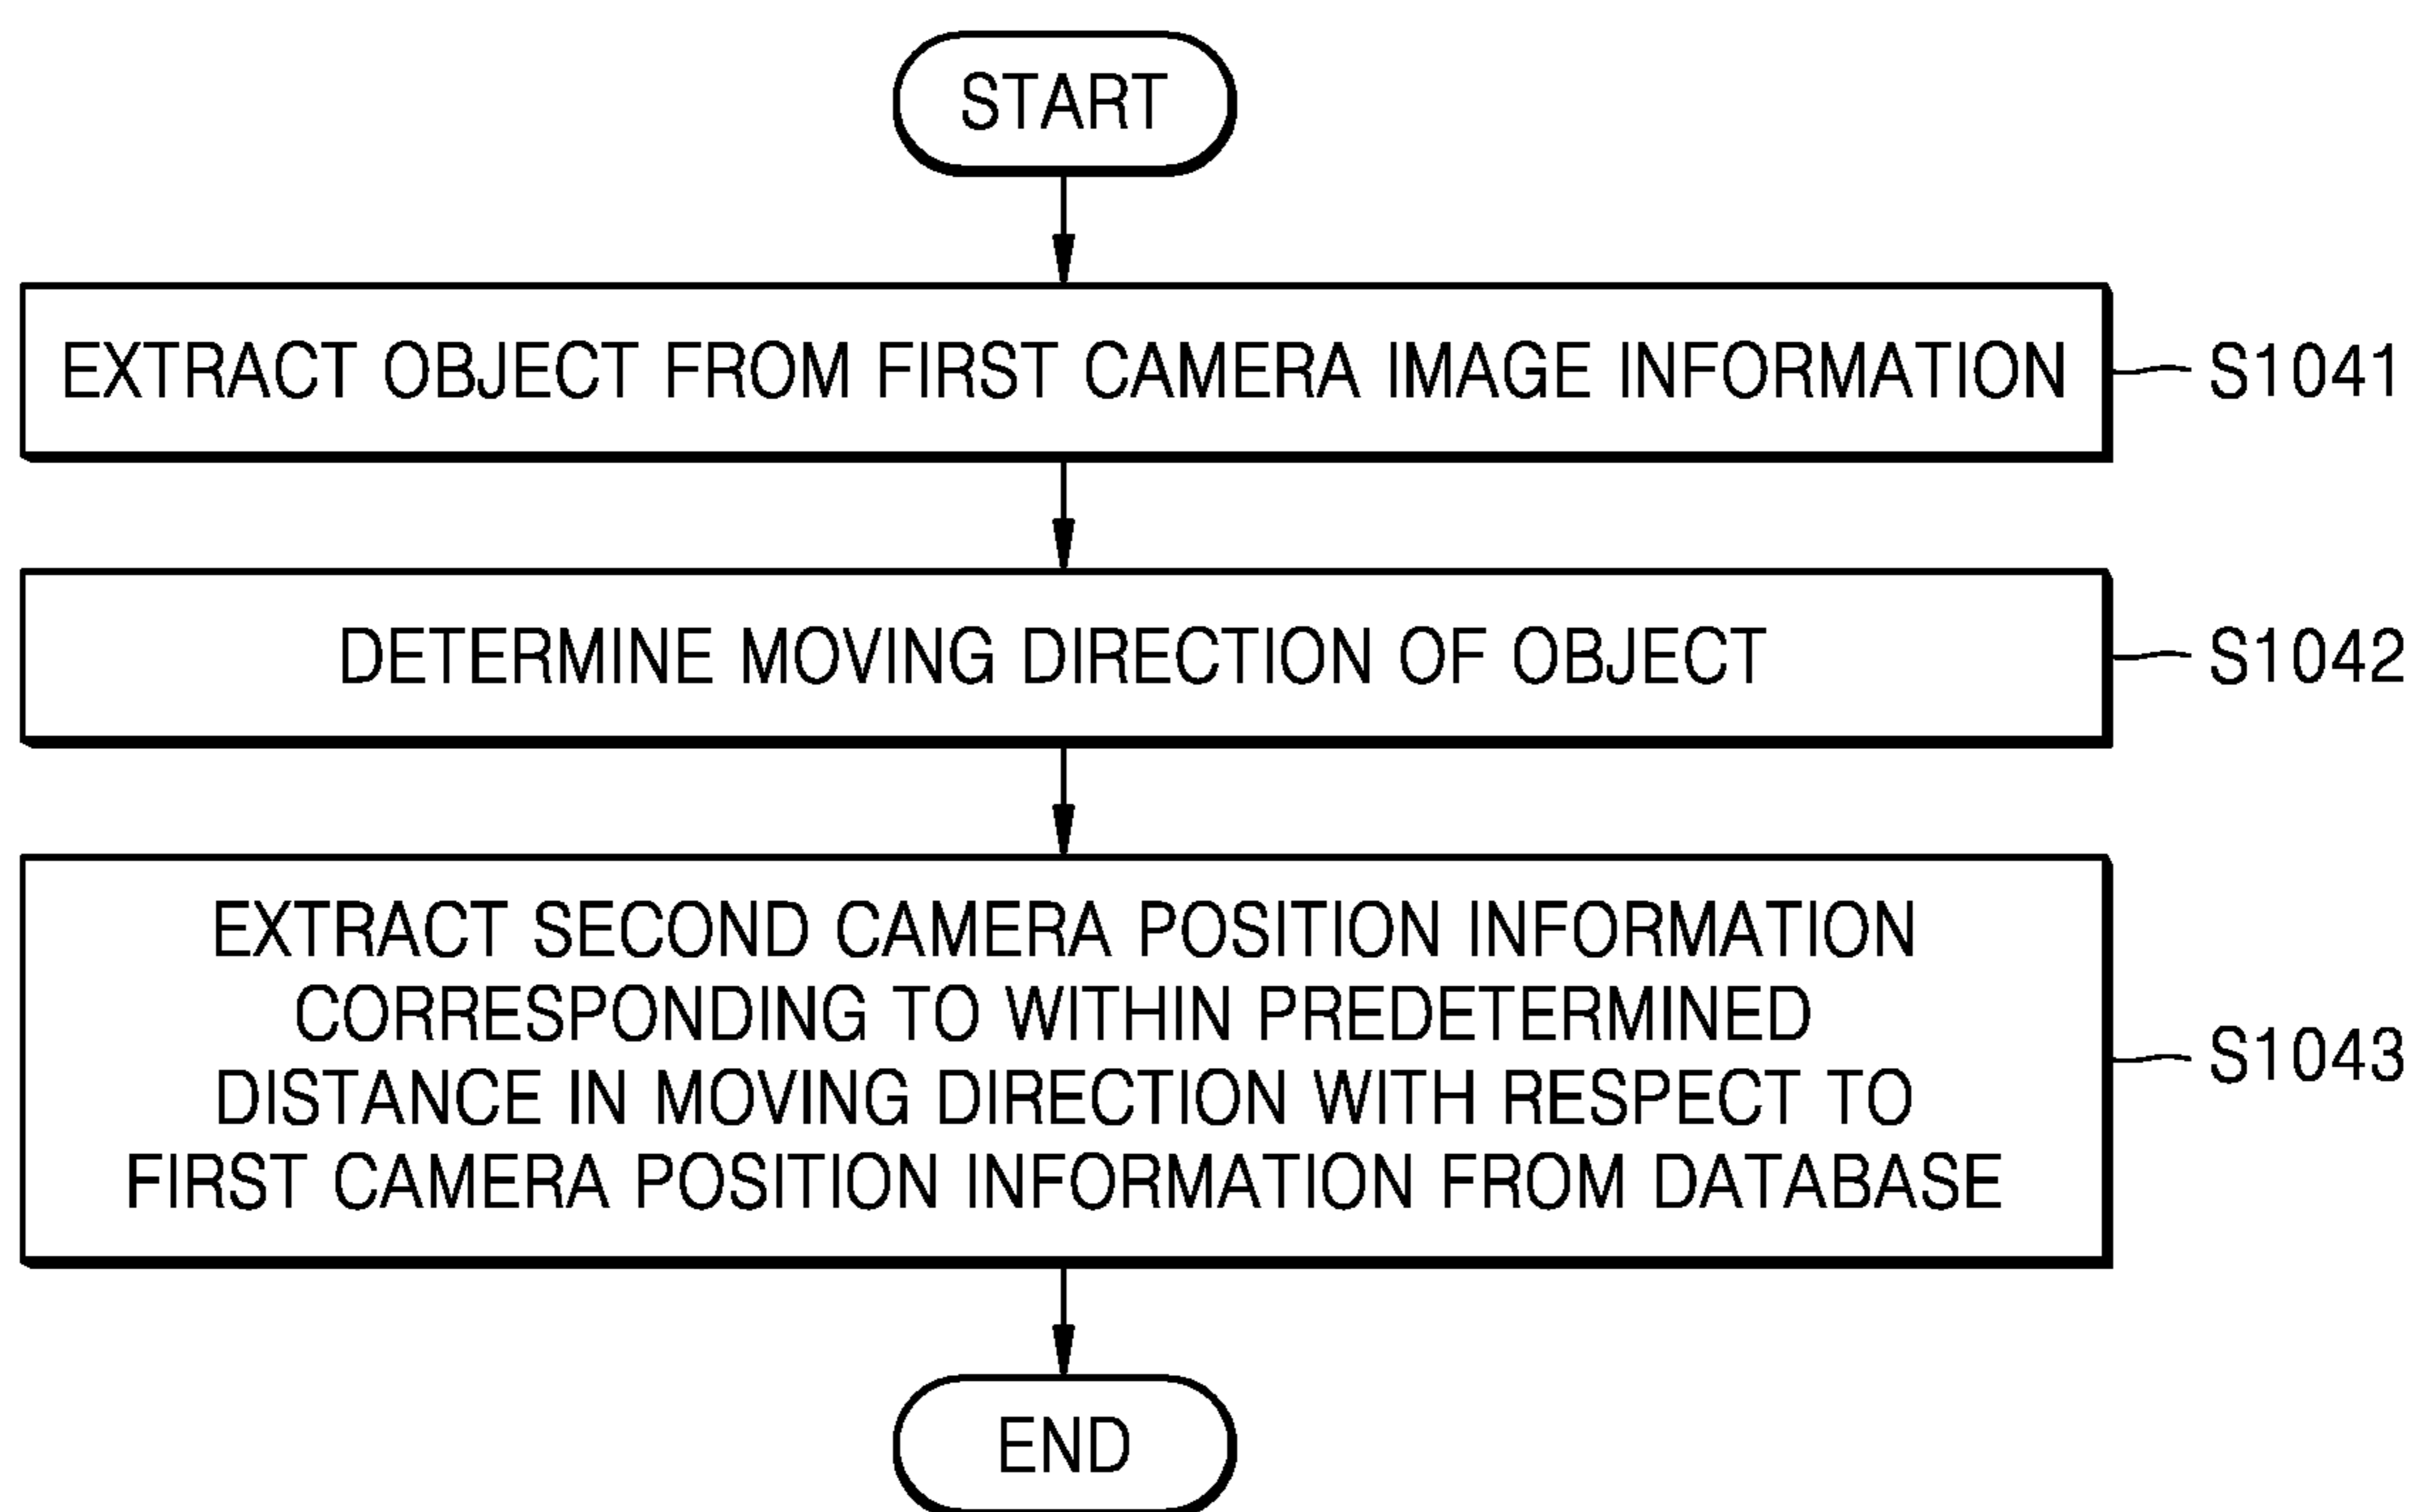 START
EXTRACT OBJECT FROM FIRST CAMERA IMAGE INFORMATION
S1041
DETERMINE MOVING DIRECTION OF OBJECT
S1042
EXTRACT SECOND CAMERA POSITION INFORMATION
CORRESPONDING TO WITHIN PREDETERMINED
DISTANCE IN MOVING DIRECTION WITH RESPECT TO
FIRST CAMERA POSITION INFORMATION FROM DATABASE
S1043
END